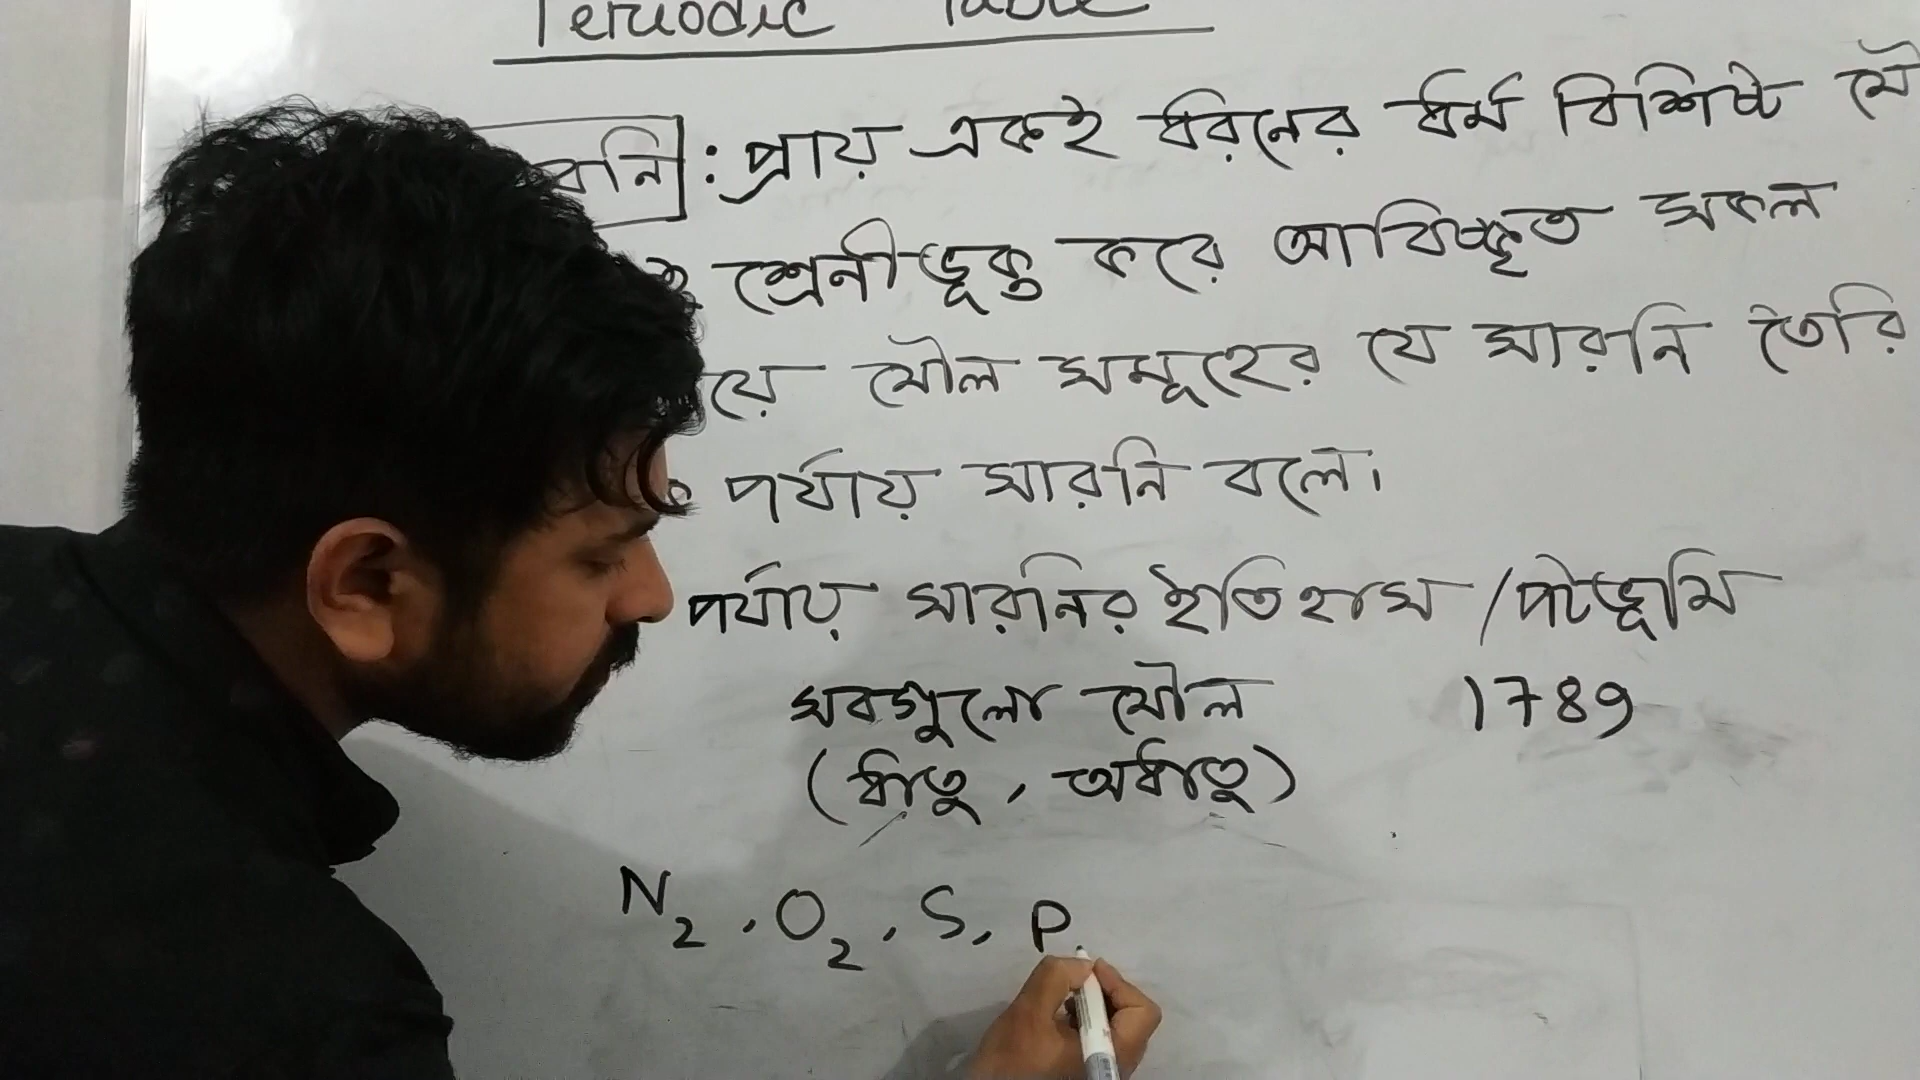 Periodic Table
: প্রায় একই ধরনের ধর্ম বিশিষ্ট
শ্রেনীভূক্ত করে আবিষ্কৃত সকল
মৌল সমূহের যে সারনি তৈরি
পর্যায় সারনি বলে।
পর্যায় সারনির ইতিহাস / পটভূমি
সবগুলো মৌল 1789
(ধাতু, অধাতু)
N₂, O₂, S, P